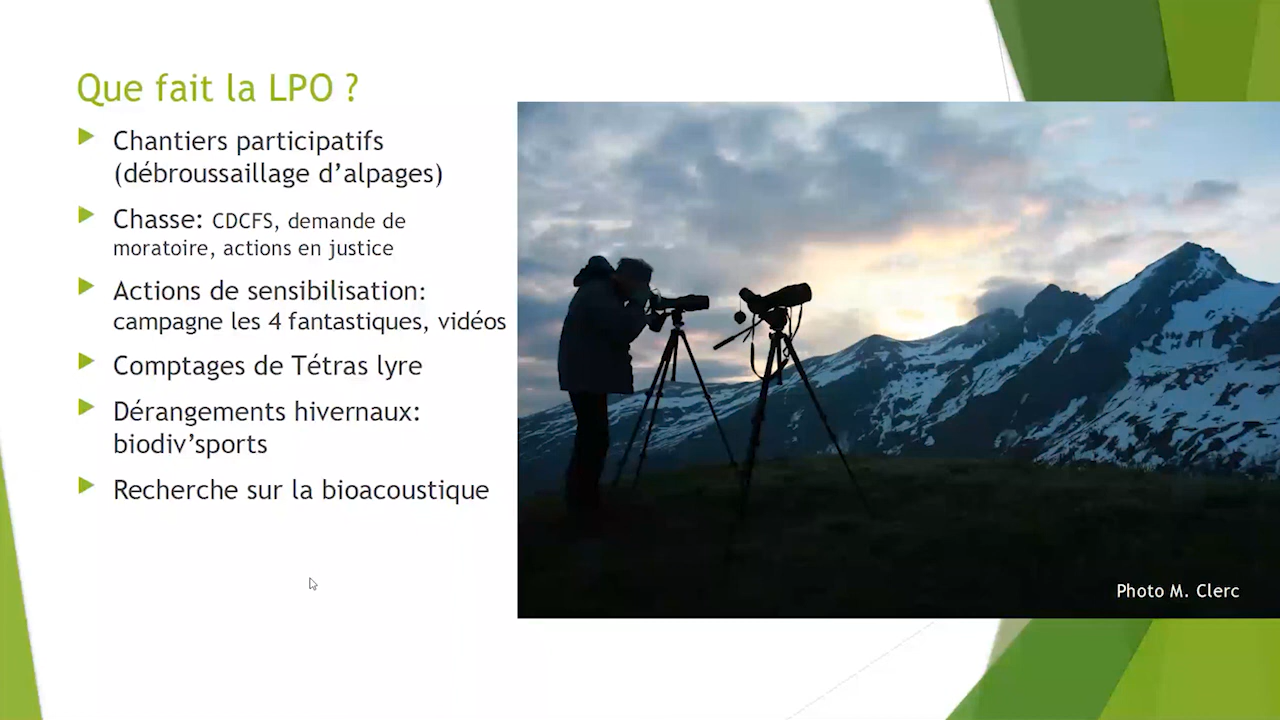 Que fait la LPO ?
Chantiers participatifs
(débroussaillage d’alpages)
Chasse: CDCFS, demande de
moratoire, actions en justice
Actions de sensibilisation:
campagne les 4 fantastiques, vidéos
Comptages de Tétras lyre
Dérangements hivernaux:
biodiv’sports
Recherche sur la bioacoustique
Photo M. Clerc